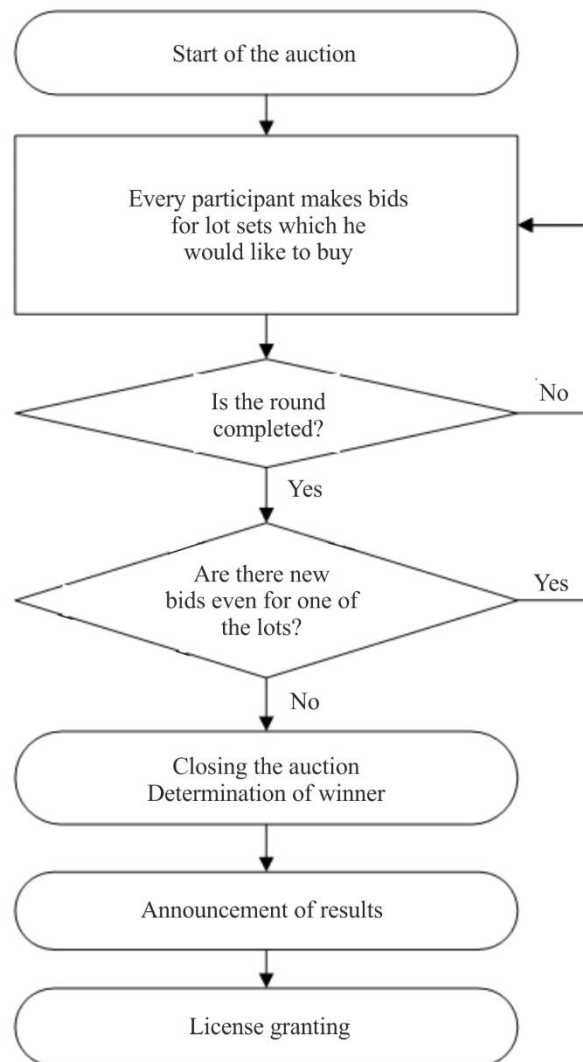 Start of the auction
Every participant makes bids
for lot sets which he
would like to buy
Is the round
completed?
No
Yes
Are there new
bids even for one of
the lots?
Yes
No
Closing the auction
Determination of winner
Announcement of results
License granting